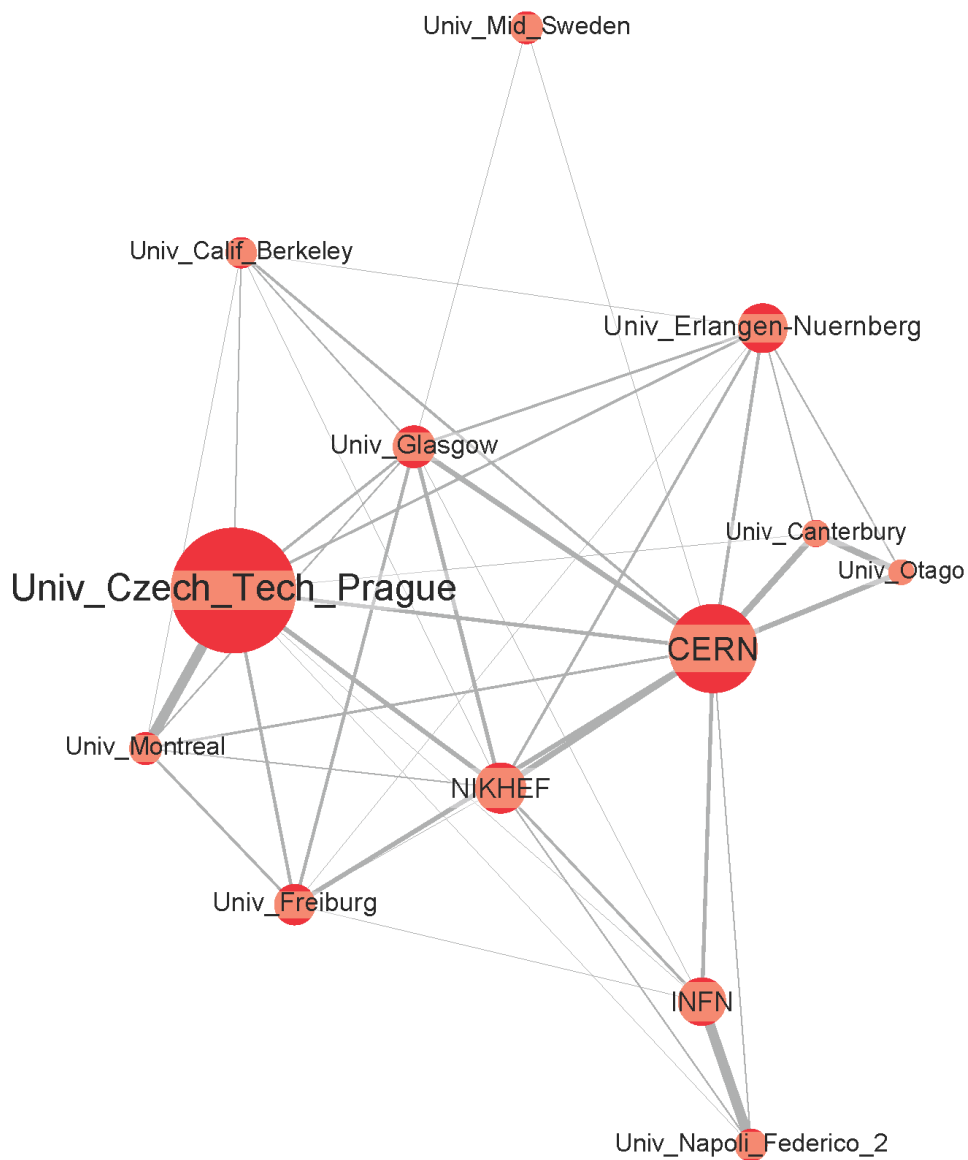 Univ_Mid_Sweden
Univ_Calif_Berkeley
Univ_Erlangen-Nuernberg
Univ_Glasgow
Univ_Canterbury
Univ_Otago
Univ_Czech_Tech_Prague
CERN
Univ_Montreal
NIKHEF
Univ_Freiburg
INFN
Univ_Napoli_Federico_2